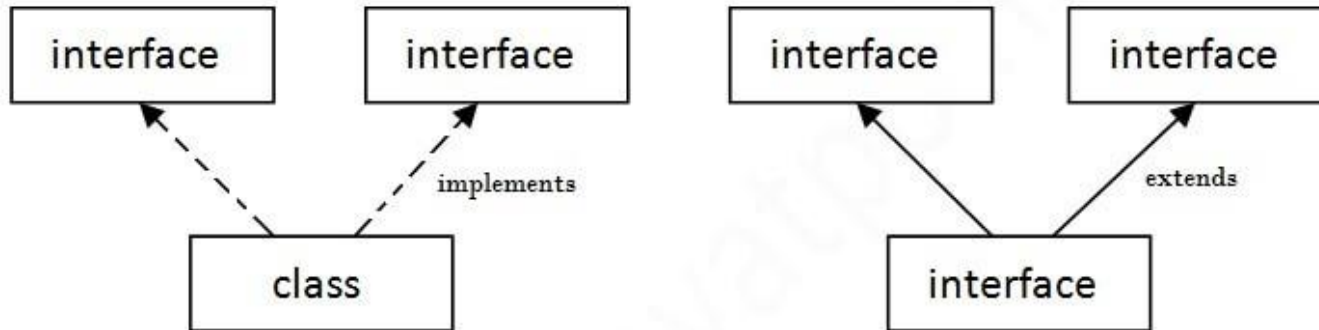 interface interface interface interface
implements extends
class interface